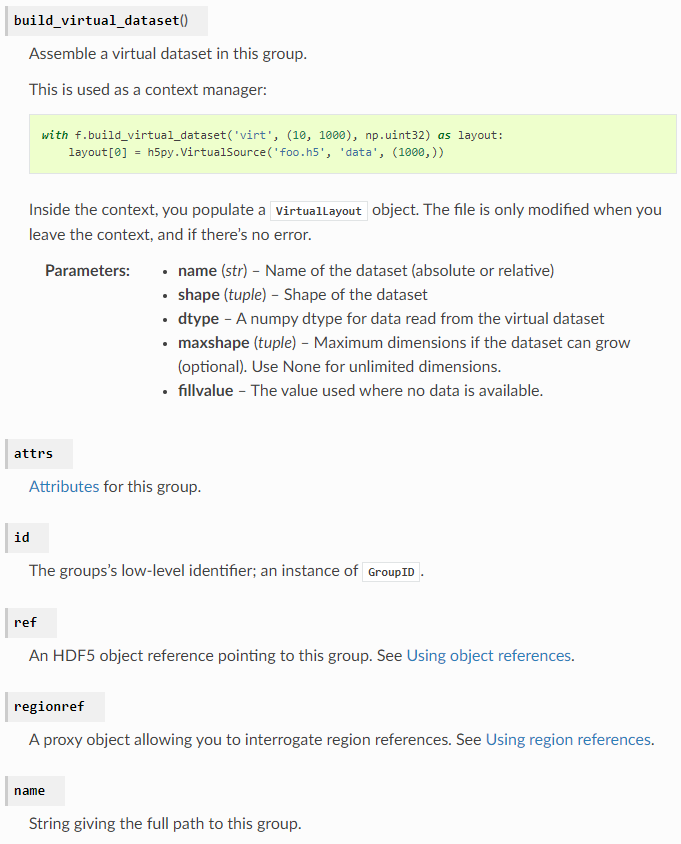 build_virtual_dataset()
Assemble a virtual dataset in this group.
This is used as a context manager:
with f.build_virtual_dataset('virt', (10, 1000), np.uint32) as layout:
    layout[0] = h5py.VirtualSource('foo.h5', 'data', (1000,))
Inside the context, you populate a VirtualLayout object. The file is only modified when you
leave the context, and if there's no error.
Parameters:
• name (str) – Name of the dataset (absolute or relative)
• shape (tuple) – Shape of the dataset
• dtype – A numpy dtype for data read from the virtual dataset
• maxshape (tuple) – Maximum dimensions if the dataset can grow
(optional). Use None for unlimited dimensions.
• fillvalue – The value used where no data is available.
attrs
Attributes for this group.
id
The groups's low-level identifier; an instance of GroupID.
ref
An HDF5 object reference pointing to this group. See Using object references.
regionref
A proxy object allowing you to interrogate region references. See Using region references.
name
String giving the full path to this group.